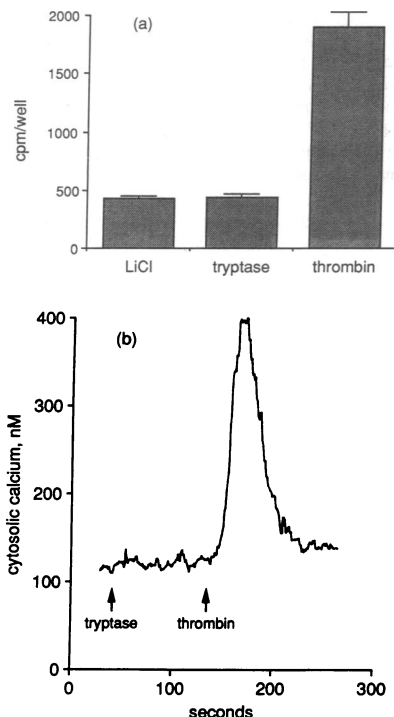 (a)
2000
1500
1000
500
0
cpm/well
LiCl tryptase thrombin
(b)
400
300
200
100
0
cytosolic calcium, nM
tryptase thrombin
0 100 200 300
seconds